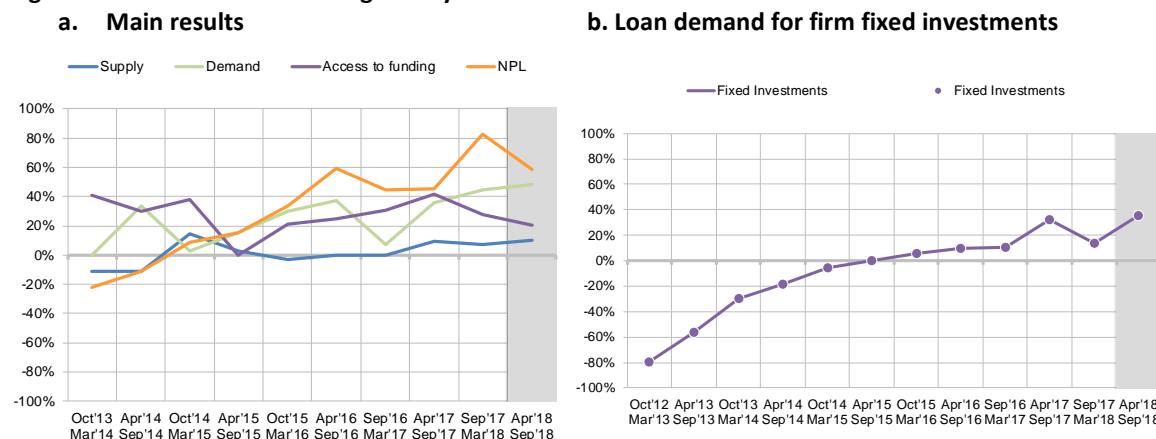 a. Main results
b. Loan demand for firm fixed investments
Supply Demand Access to funding NPL
100%
80%
60%
40%
20%
0%
-20%
-40%
-60%
-80%
-100%
Oct'13 Apr'14 Oct'14 Apr'15 Oct'15 Apr'16 Sep'16 Apr'17 Sep'17 Apr'18
Mar'14 Sep'14 Mar'15 Sep'15 Mar'16 Sep'16 Mar'17 Sep'17 Mar'18 Sep'18
Fixed Investments Fixed Investments
100%
80%
60%
40%
20%
0%
-20%
-40%
-60%
-80%
-100%
Oct'12 Apr'13 Oct'13 Apr'14 Oct'14 Apr'15 Oct'15 Apr'16 Sep'16 Apr'17 Sep'17 Apr'18
Mar'13 Sep'13 Mar'14 Sep'14 Mar'15 Sep'15 Mar'16 Sep'16 Mar'17 Sep'17 Mar'18 Sep'18